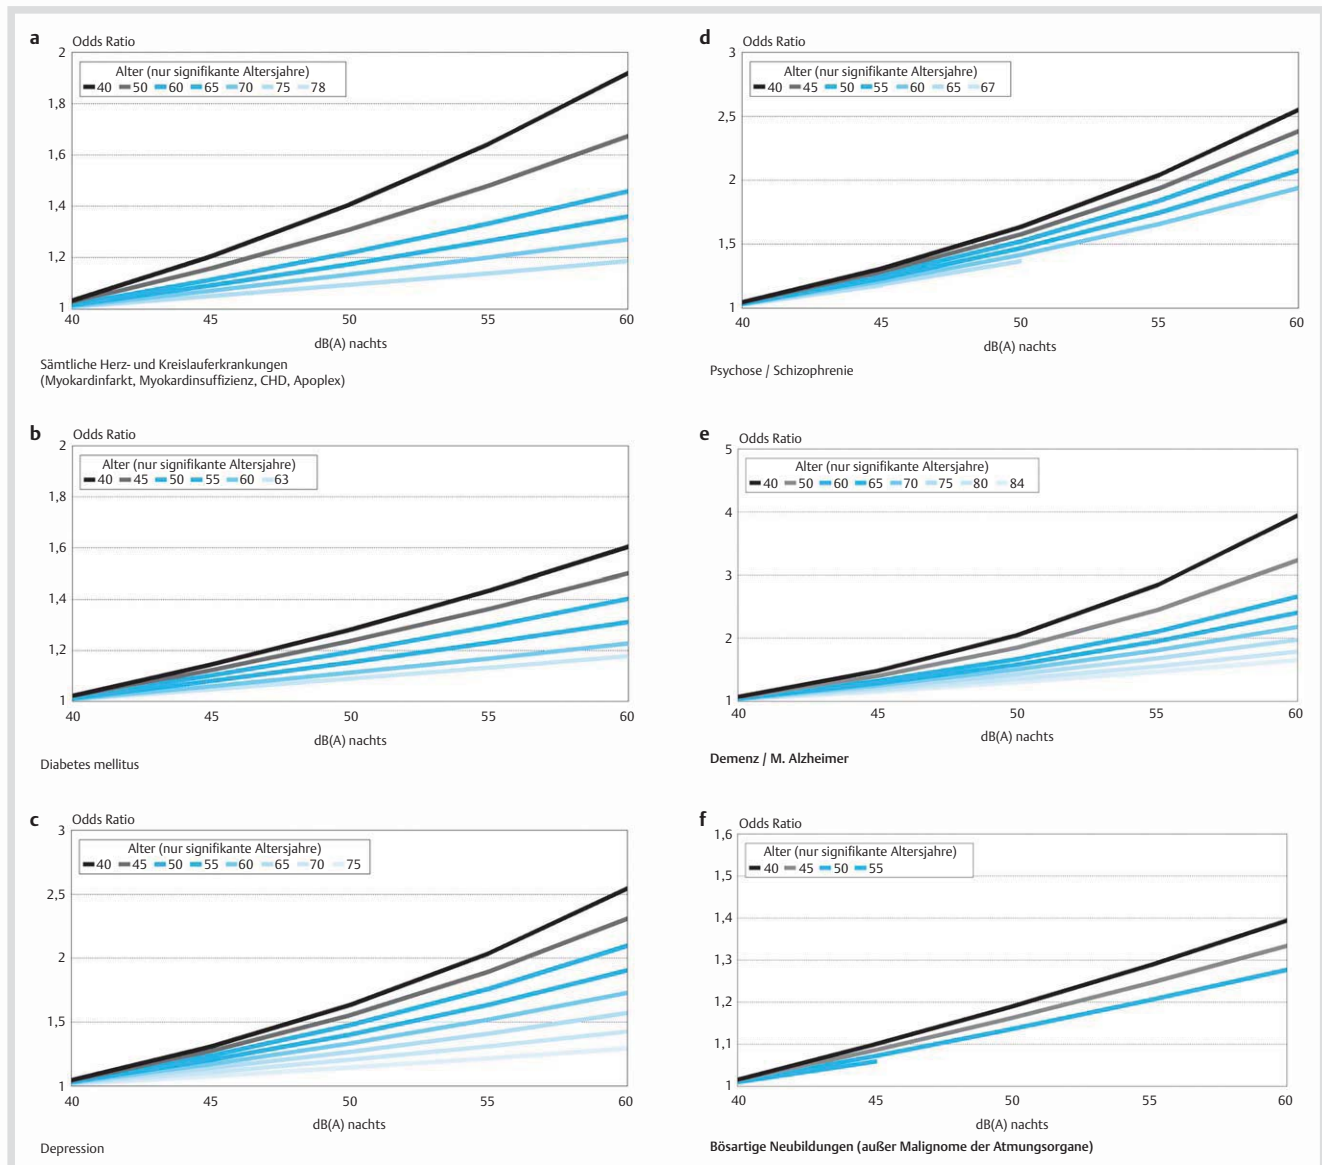 a
Odds Ratio
2
Alter (nur signifikante Altersjahre)
40 50 60 65 70 75 78
1,8
1,6
1,4
1,2
1
40 45 50 55 60
dB(A) nachts
Sämtliche Herz- und Kreislauferkrankungen
(Myokardinfarkt, Myokardinsuffizienz, CHD, Apoplex)
b
Odds Ratio
2
Alter (nur signifikante Altersjahre)
40 45 50 55 60 63
1,8
1,6
1,4
1,2
1
40 45 50 55 60
dB(A) nachts
Diabetes mellitus
c
Odds Ratio
3
Alter (nur signifikante Altersjahre)
40 45 50 55 60 65 70 75
2,5
2
1,5
1
40 45 50 55 60
dB(A) nachts
Depression
d
Odds Ratio
3
Alter (nur signifikante Altersjahre)
40 45 50 55 60 65 67
2,5
2
1,5
1
40 45 50 55 60
dB(A) nachts
Psychose / Schizophrenie
e
Odds Ratio
5
Alter (nur signifikante Altersjahre)
40 50 60 65 70 75 80 84
4
3
2
1
40 45 50 55 60
dB(A) nachts
Demenz / M. Alzheimer
f
Odds Ratio
1,6
Alter (nur signifikante Altersjahre)
40 45 50 55
1,5
1,4
1,3
1,2
1,1
1
40 45 50 55 60
dB(A) nachts
Bösartige Neubildungen (außer Malignome der Atmungsorgane)